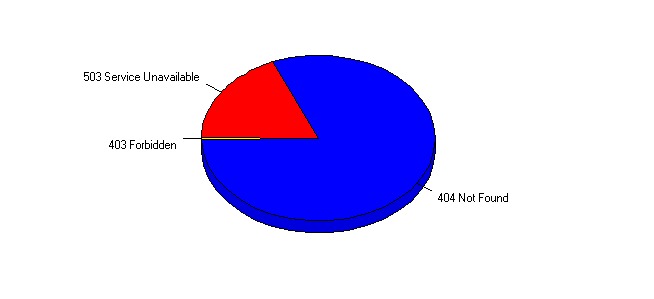 503 Service Unavailable
403 Forbidden
404 Not Found